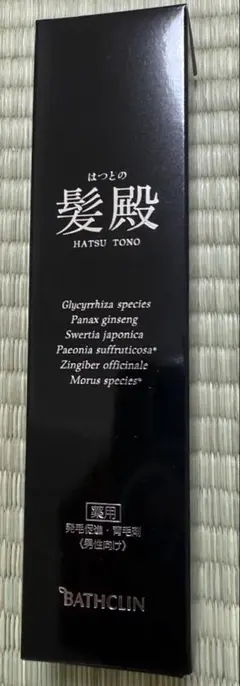 はつとの
髪殿
HATSU TONO
Glycyrrhiza species
Panax ginseng
Swertia japonica
Paeonia suffruticosa*
Zingiber officinale
Morus species*
薬用
発毛促進・育毛剤
〈男性向け〉
BATHCLIN